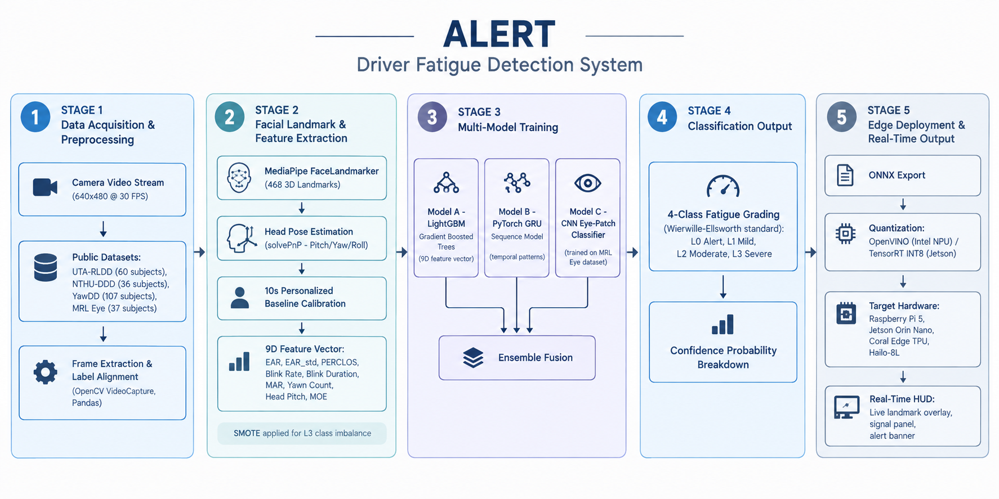 ALERT
Driver Fatigue Detection System
1
STAGE 1
Data Acquisition &
Preprocessing
Camera Video Stream
(640x480 @ 30 FPS)
Public Datasets:
UTA-RLDD (60 subjects),
NTHU-DDD (36 subjects),
YawDD (107 subjects),
MRL Eye (37 subjects)
Frame Extraction &
Label Alignment
(OpenCV VideoCapture,
Pandas)
2
STAGE 2
Facial Landmark &
Feature Extraction
MediaPipe FaceLandmarker
(468 3D Landmarks)
Head Pose Estimation
(solvePnP - Pitch/Yaw/Roll)
10s Personalized
Baseline Calibration
9D Feature Vector:
EAR, EAR_std, PERCLOS,
Blink Rate, Blink Duration,
MAR, Yawn Count,
Head Pitch, MOE
SMOTE applied for L3 class imbalance
3
STAGE 3
Multi-Model Training
Model A -
LightGBM
Gradient Boosted
Trees
(9D feature vector)
Model B -
PyTorch GRU
Sequence Model
(temporal patterns)
Model C -
CNN Eye-Patch
Classifier
(trained on MRL
Eye dataset)
Ensemble Fusion
4
STAGE 4
Classification Output
4-Class Fatigue Grading
(Wierwille-Ellsworth standard):
L0 Alert, L1 Mild,
L2 Moderate, L3 Severe
Confidence Probability
Breakdown
5
STAGE 5
Edge Deployment &
Real-Time Output
ONNX Export
Quantization:
OpenVINO (Intel NPU) /
TensorRT INT8 (Jetson)
Target Hardware:
Raspberry Pi 5,
Jetson Orin Nano,
Coral Edge TPU,
Hailo-8L
Real-Time HUD:
Live landmark overlay,
signal panel,
alert banner